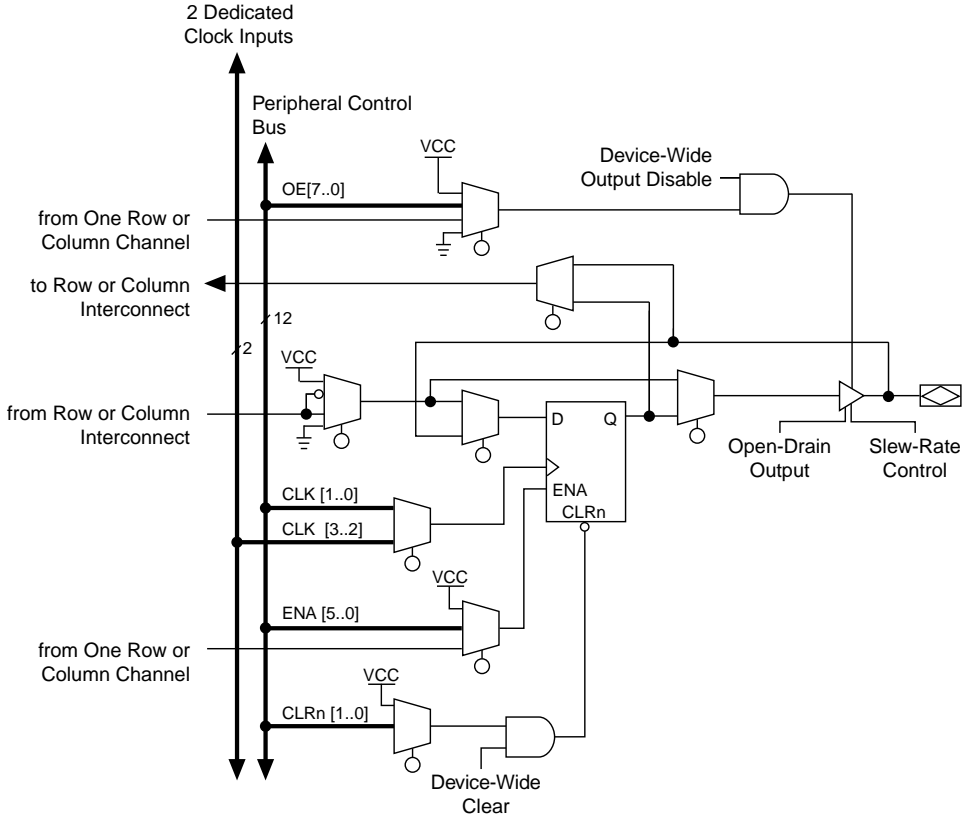 2 Dedicated
Clock Inputs
Peripheral Control
Bus
VCC
OE[7..0]
Device-Wide
Output Disable
from One Row or
Column Channel
to Row or Column
Interconnect
12
2
VCC
from Row or Column
Interconnect
D
Q
ENA
CLRn
Open-Drain
Output
Slew-Rate
Control
CLK [1..0]
CLK [3..2]
VCC
ENA [5..0]
from One Row or
Column Channel
VCC
CLRn [1..0]
Device-Wide
Clear